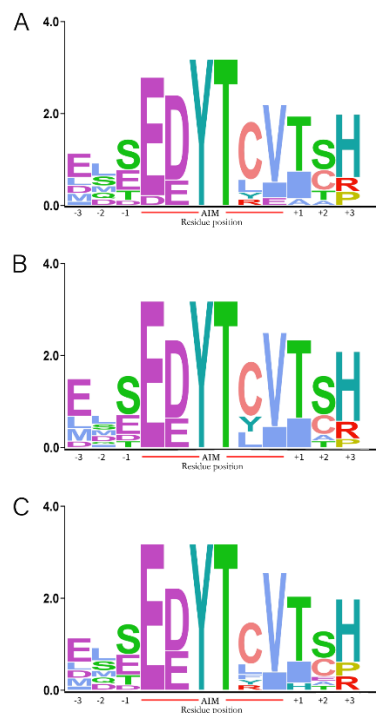 A
4.0
2.0
0.0
E L S E D Y T C V T S H
-3 -2 -1 AIM +1 +2 +3
Residue position
B
4.0
2.0
0.0
E L S E D Y T C V T S H
-3 -2 -1 AIM +1 +2 +3
Residue position
C
4.0
2.0
0.0
E L S E D Y T C V T S H
-3 -2 -1 AIM +1 +2 +3
Residue position